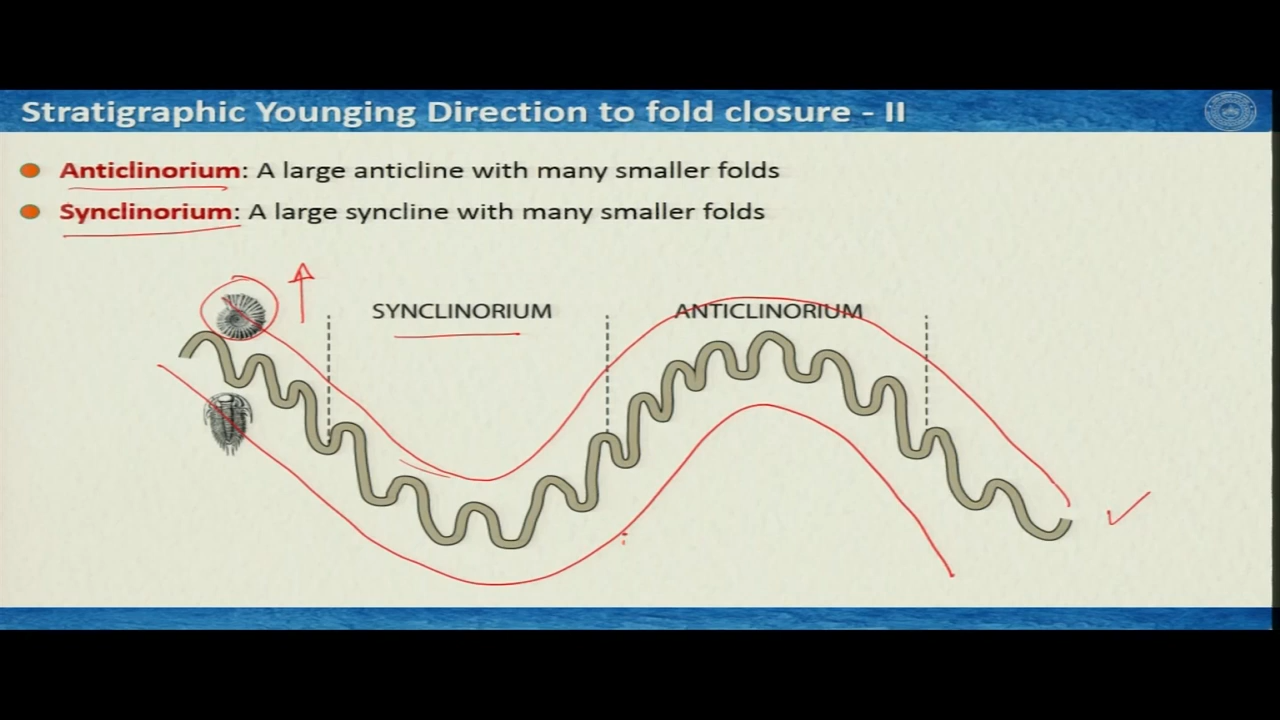 Stratigraphic Younging Direction to fold closure - II
Anticlinorium: A large anticline with many smaller folds
Synclinorium: A large syncline with many smaller folds
SYNCLINORIUM ANTICLINORIUM